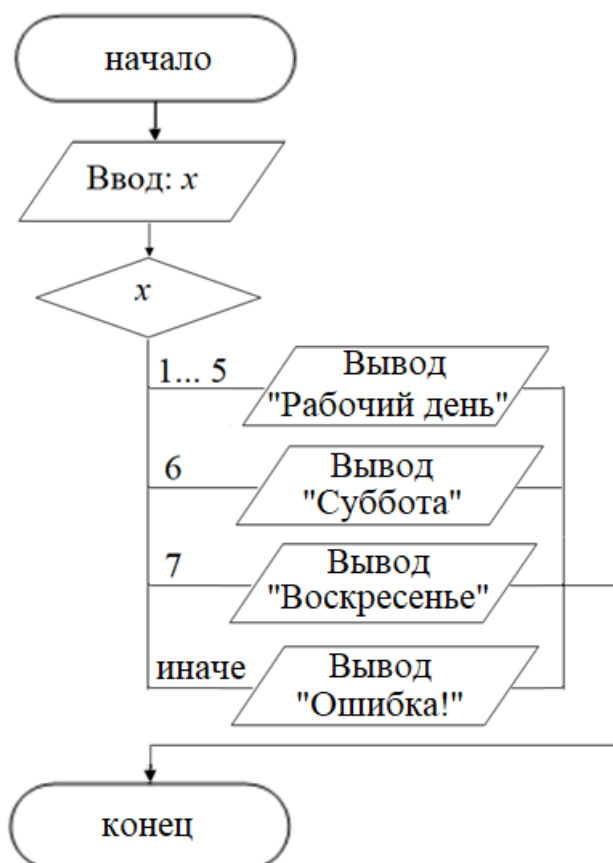 начало
Ввод: x
x
1... 5
Вывод
"Рабочий день"
6
Вывод
"Суббота"
7
Вывод
"Воскресенье"
иначе
Вывод
"Ошибка!"
конец